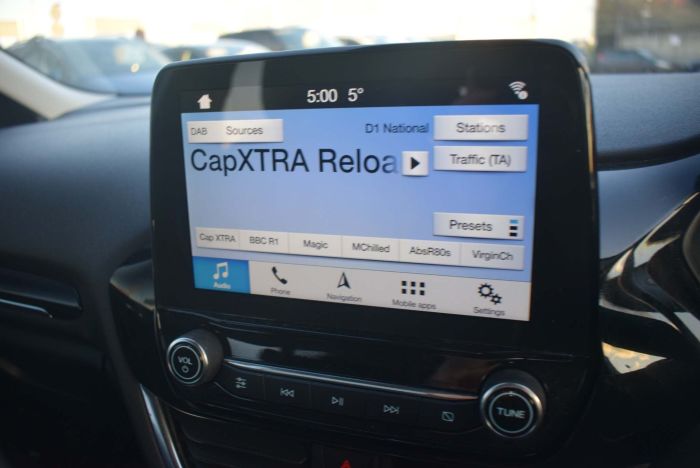 5:00 5°
DAB Sources D1 National Stations
CapXTRA Reloa Traffic (TA)
Presets
Cap XTRA BBC R1 Magic MChilled AbsR80s VirginCh
Audio Phone Navigation Mobile apps Settings
VOL
TUNE